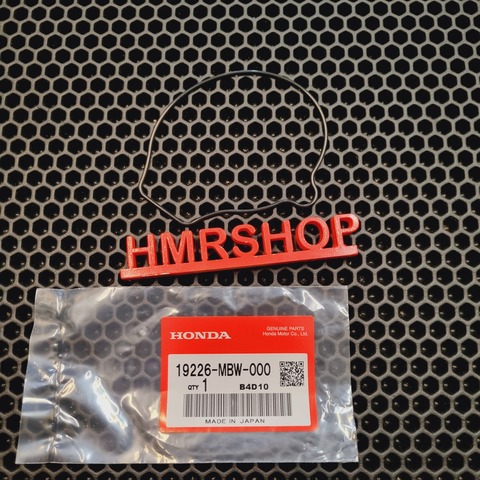 HMRSHOP
HONDA
GENUINE PARTS
Honda Motor Co., Ltd.
19226-MBW-000
QTY 1 B4D10
MADE IN JAPAN